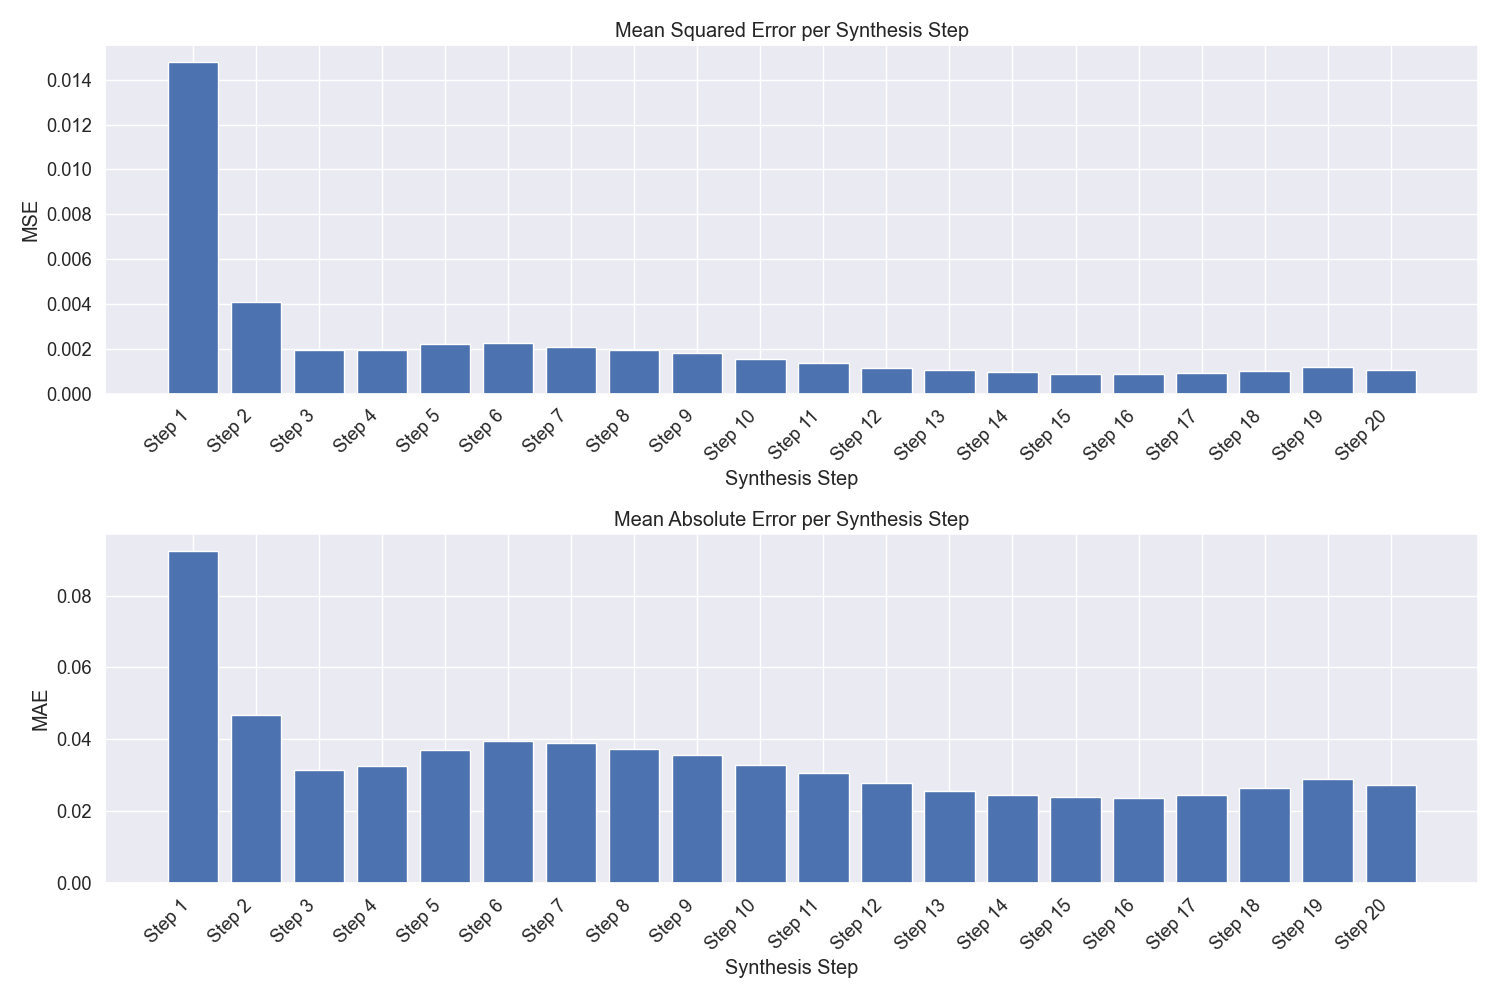 Mean Squared Error per Synthesis Step
MSE
0.014
0.012
0.010
0.008
0.006
0.004
0.002
0.000
Step 1
Step 2
Step 3
Step 4
Step 5
Step 6
Step 7
Step 8
Step 9
Step 10
Step 11
Step 12
Step 13
Step 14
Step 15
Step 16
Step 17
Step 18
Step 19
Step 20
Synthesis Step
Mean Absolute Error per Synthesis Step
MAE
0.08
0.06
0.04
0.02
0.00
Step 1
Step 2
Step 3
Step 4
Step 5
Step 6
Step 7
Step 8
Step 9
Step 10
Step 11
Step 12
Step 13
Step 14
Step 15
Step 16
Step 17
Step 18
Step 19
Step 20
Synthesis Step